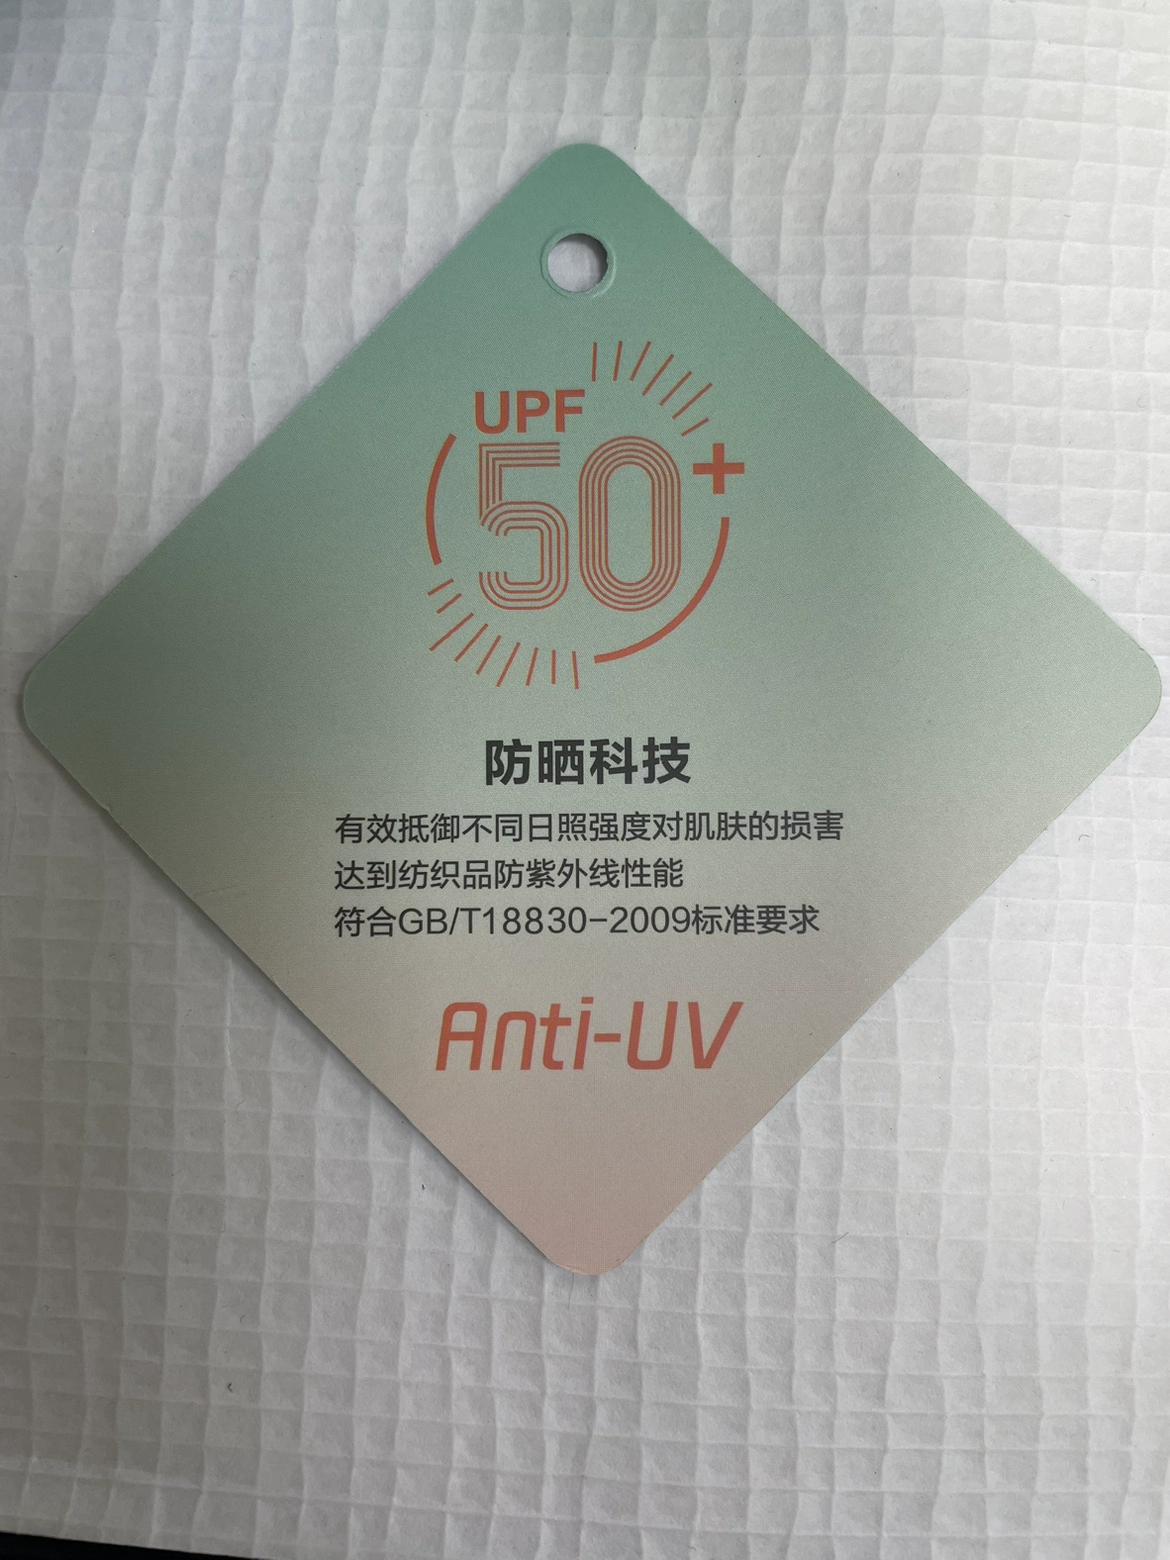 UPF
50+
防晒科技
有效抵御不同日照强度对肌肤的损害
达到纺织品防紫外线性能
符合GB/T18830-2009标准要求
Anti-UV